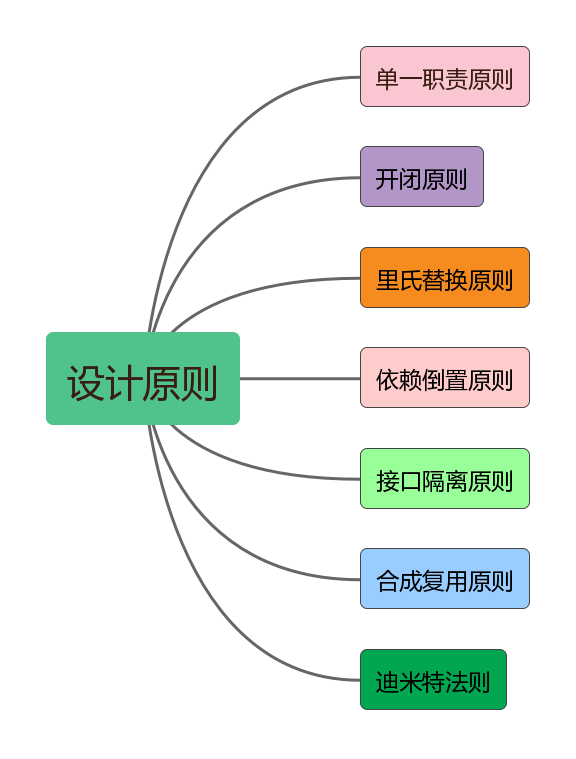 设计原则
单一职责原则
开闭原则
里氏替换原则
依赖倒置原则
接口隔离原则
合成复用原则
迪米特法则